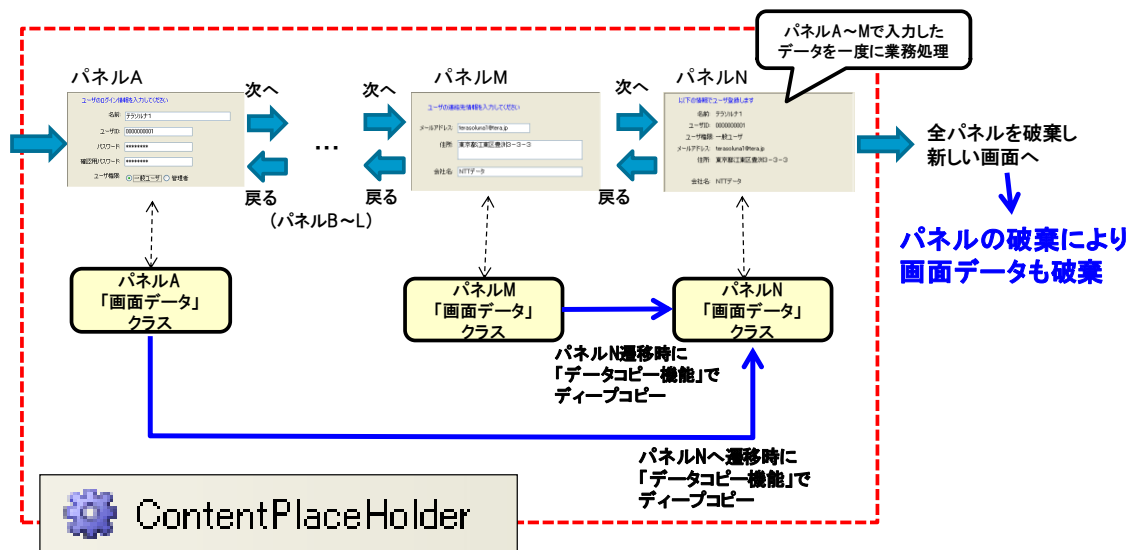 パネルA～Mで入力した
データを一度に業務処理
パネルA
次へ
パネルM
次へ
パネルN
ユーザのログイン情報を入力してください
名前: テラソルナ1
ユーザID: 0000000001
パスワード: ********
確認用パスワード: ********
ユーザ権限: 一般ユーザ 管理者
…
戻る
戻る
(パネルB～L)
ユーザの連絡先情報を入力してください
メールアドレス: terasoluna1@tera.jp
住所: 東京都江東区豊洲3-3-3
会社名: NTTデータ
戻る
以下の情報でユーザ登録します
名前: テラソルナ1
ユーザID: 0000000001
ユーザ権限: 一般ユーザ
メールアドレス: terasoluna1@tera.jp
住所: 東京都江東区豊洲3-3-3
会社名: NTTデータ
全パネルを破棄し
新しい画面へ
パネルの破棄により
画面データも破棄
パネルA
「画面データ」
クラス
パネルM
「画面データ」
クラス
パネルN
「画面データ」
クラス
パネルN遷移時に
「データコピー機能」で
ディープコピー
パネルNへ遷移時に
「データコピー機能」で
ディープコピー
ContentPlaceHolder